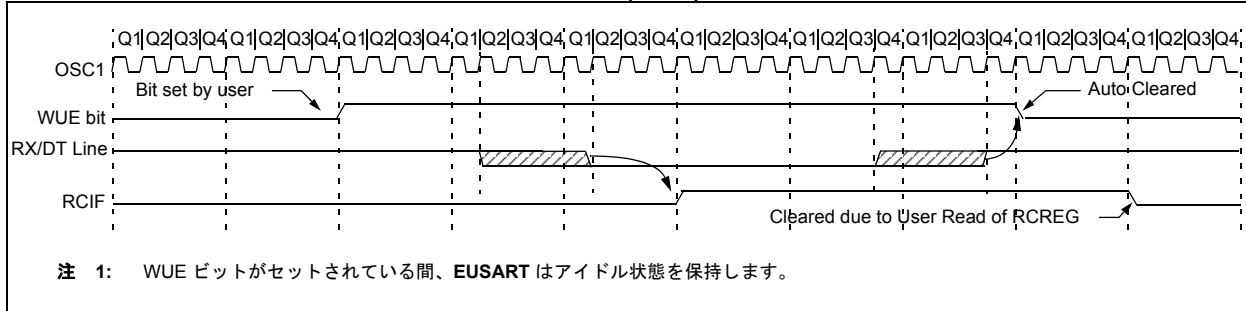 Q1 Q2 Q3 Q4 Q1 Q2 Q3 Q4 Q1 Q2 Q3 Q4 Q1 Q2 Q3 Q4 Q1 Q2 Q3 Q4 Q1 Q2 Q3 Q4 Q1 Q2 Q3 Q4 Q1 Q2 Q3 Q4 Q1 Q2 Q3 Q4 Q1 Q2 Q3 Q4
OSC1
Bit set by user
Auto Cleared
WUE bit
RX/DT Line
RCIF
Cleared due to User Read of RCREG
注 1: WUE ビットがセットされている間、EUSART はアイドル状態を保持します。